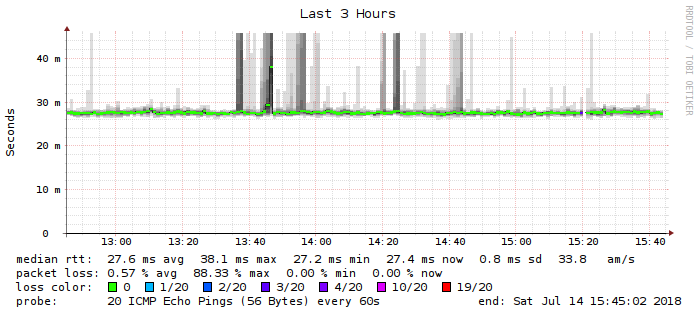 Last 3 Hours
RRDTOOL / TOBI OETIKER
Seconds
40 m
30 m
20 m
10 m
0
13:00 13:20 13:40 14:00 14:20 14:40 15:00 15:20 15:40
median rtt: 27.6 ms avg 38.1 ms max 27.2 ms min 27.4 ms now 0.8 ms sd 33.8 am/s
packet loss: 0.57 % avg 88.33 % max 0.00 % min 0.00 % now
loss color: 0 1/20 2/20 3/20 4/20 10/20 19/20
probe: 20 ICMP Echo Pings (56 Bytes) every 60s end: Sat Jul 14 15:45:02 2018